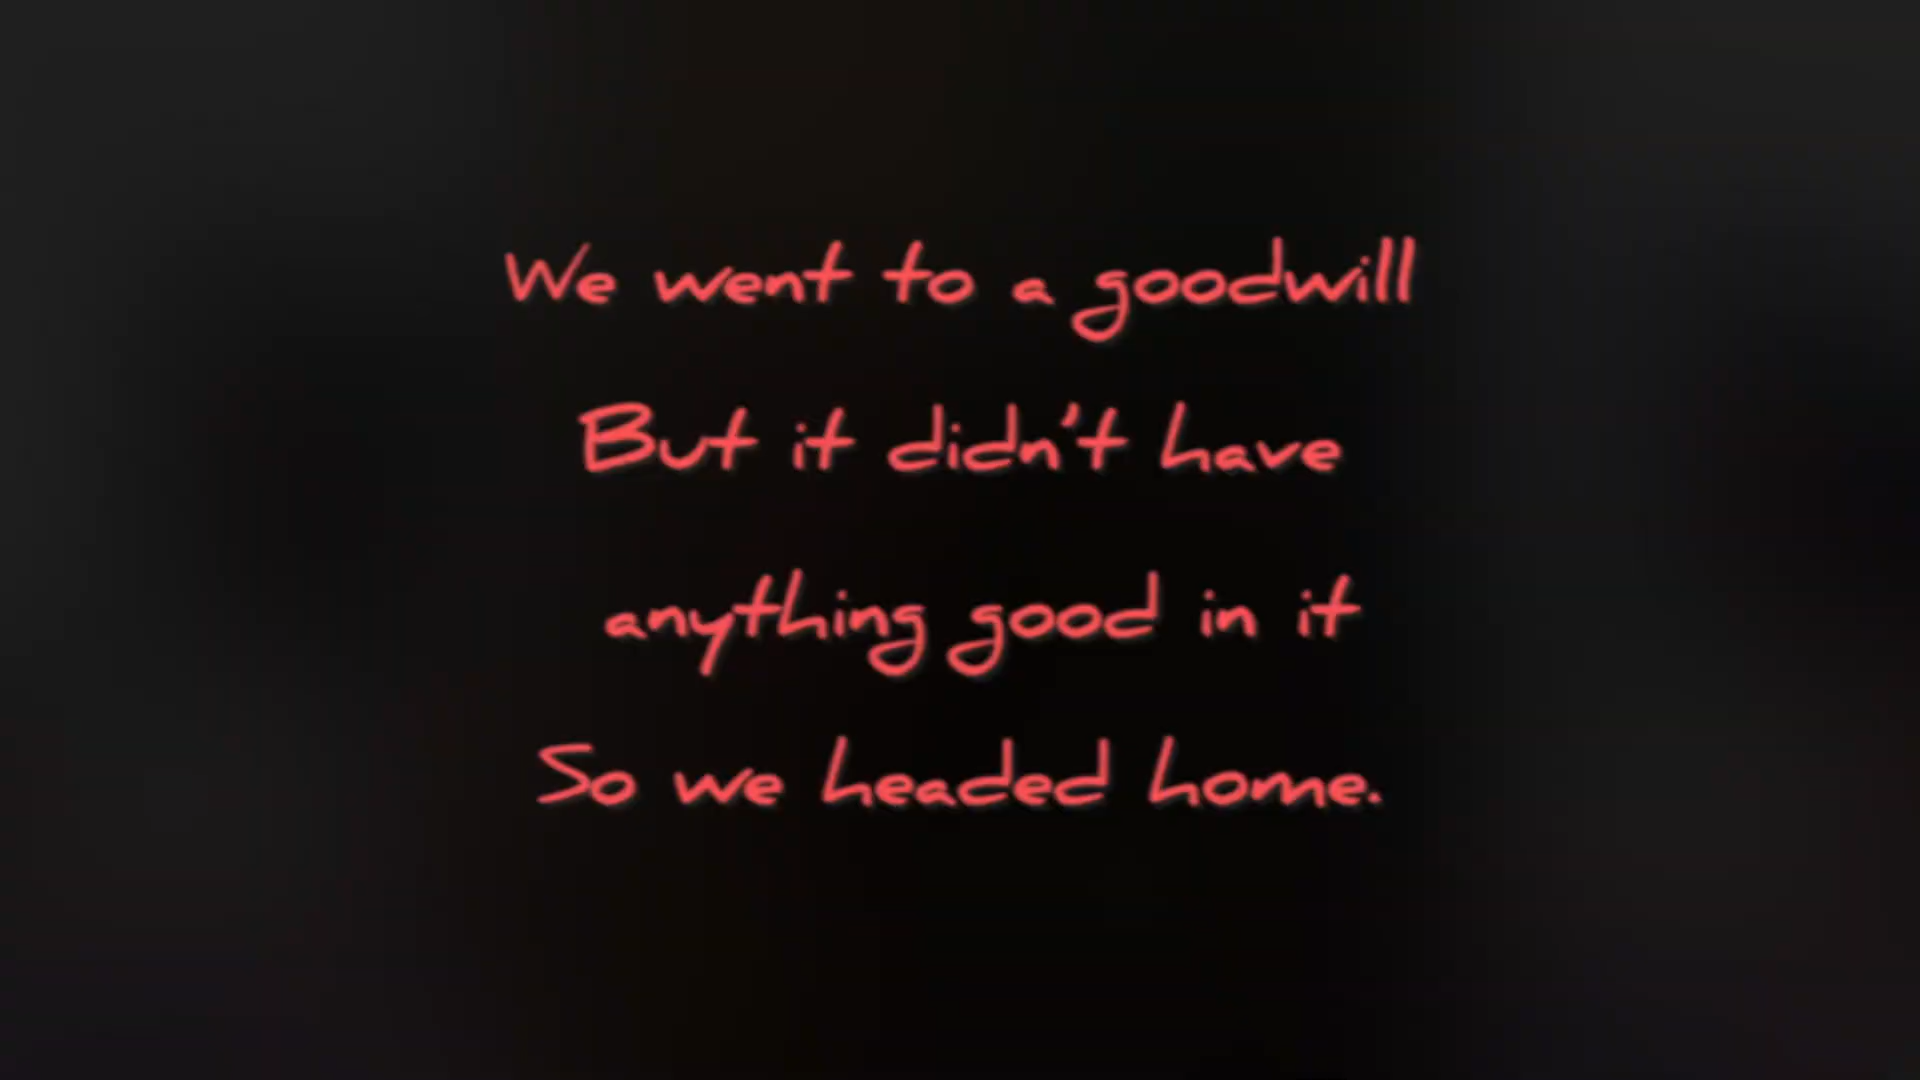 We went to a goodwill
But it didn't have
anything good in it
So we headed home.